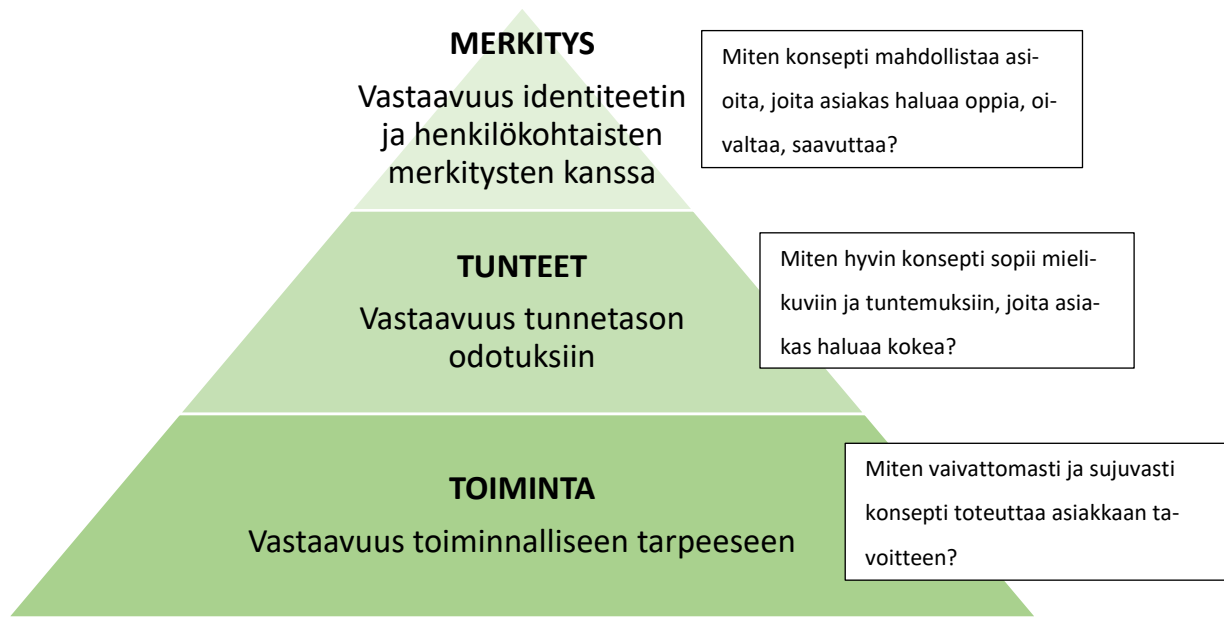 MERKITYS
Vastaavuus identiteetin
ja henkilökohtaisten
merkitysten kanssa
Miten konsepti mahdollistaa asi-
oita, joita asiakas haluaa oppia, oi-
valtaa, saavuttaa?
TUNTEET
Vastaavuus tunnetason
odotuksiin
Miten hyvin konsepti sopii mieli-
kuviin ja tuntemuksiin, joita asia-
kas haluaa kokea?
TOIMINTA
Vastaavuus toiminnalliseen tarpeeseen
Miten vaivattomasti ja sujuvasti
konsepti toteuttaa asiakkaan ta-
voitteen?